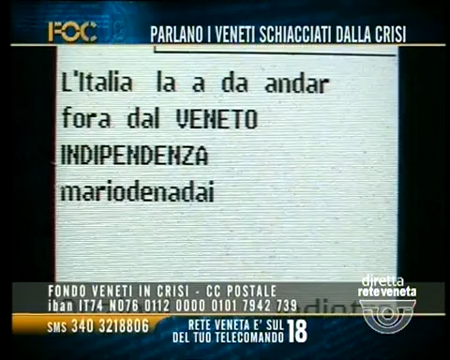 FOC
PARLANO I VENETI SCHIACCIATI DALLA CRISI
L'Italia la a da andar
fora dal VENETO
INDIPENDENZA
mariodenadai
FONDO VENETI IN CRISI - CC POSTALE
iban IT74 N076 0112 0000 0101 7942 739
diretta
reteveneta
SMS 340 3218806
RETE VENETA E' SUL
DEL TUO TELECOMANDO 18